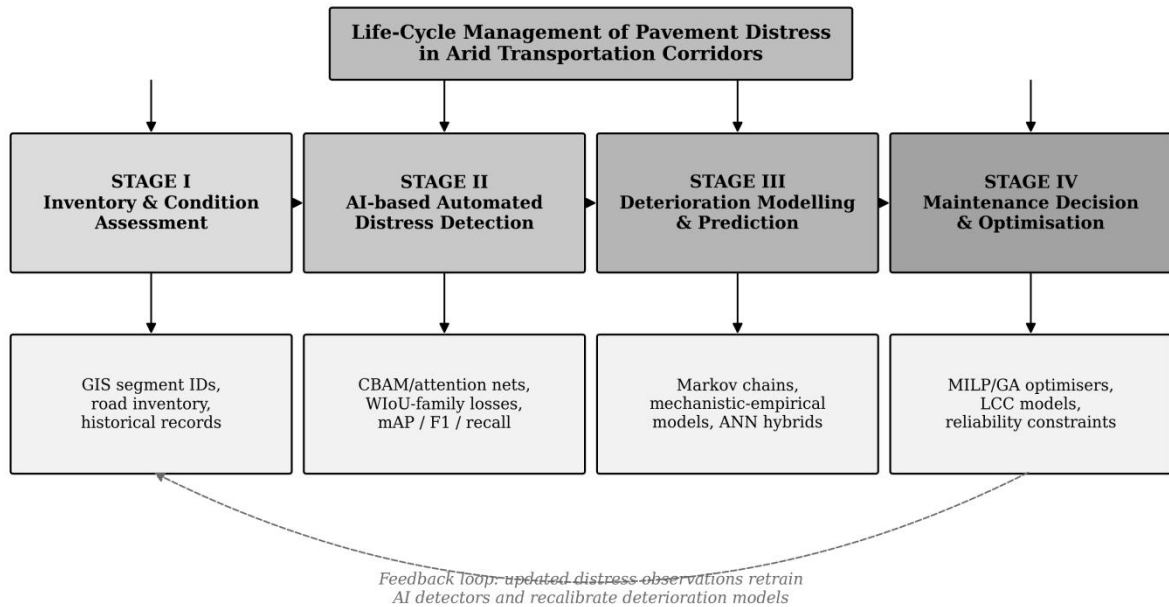 Life-Cycle Management of Pavement Distress
in Arid Transportation Corridors
STAGE I
Inventory & Condition
Assessment
STAGE II
AI-based Automated
Distress Detection
STAGE III
Deterioration Modelling
& Prediction
STAGE IV
Maintenance Decision
& Optimisation
GIS segment IDs,
road inventory,
historical records
CBAM/attention nets,
WIoU-family losses,
mAP / F1 / recall
Markov chains,
mechanistic-empirical
models, ANN hybrids
MILP/GA optimisers,
LCC models,
reliability constraints
Feedback loop: updated distress observations retrain
AI detectors and recalibrate deterioration models